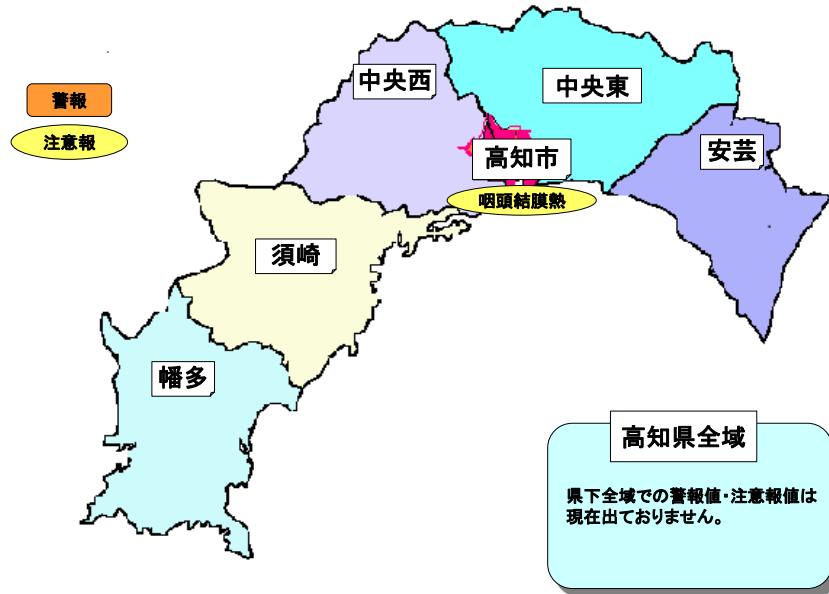 警報
注意報
中央西
中央東
高知市
安芸
咽頭結膜熱
須崎
幡多
高知県全域
県下全域での警報値・注意報値は
現在出ておりません。